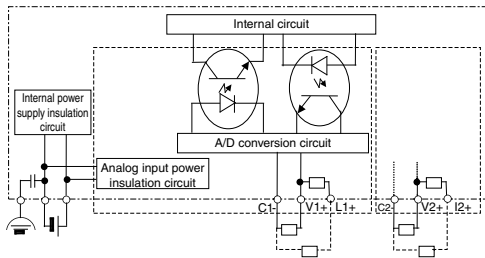 Internal circuit
Internal power
supply insulation
circuit
A/D conversion circuit
Analog input power
insulation circuit
C1-
V1+
L1+
C2-
V2+
I2+